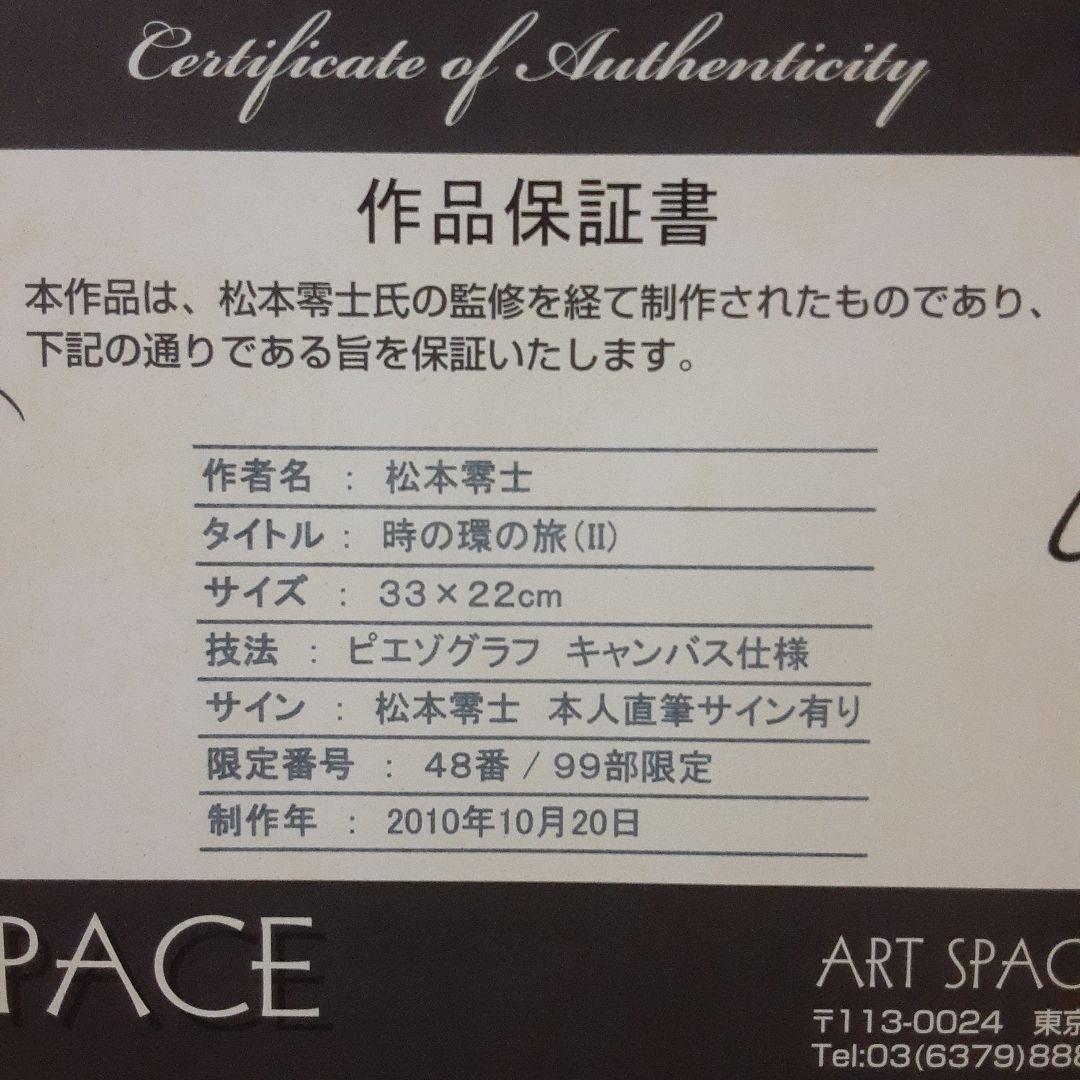 Certificate of Authenticity
作品保証書
本作品は、松本零士氏の監修を経て制作されたものであり、
下記の通りである旨を保証いたします。
作者名 : 松本零士
タイトル : 時の環の旅(II)
サイズ : 33×22cm
技法 : ピエゾグラフ キャンバス仕様
サイン : 松本零士 本人直筆サイン有り
限定番号 : 48番 / 99部限定
制作年 : 2010年10月20日
PACE
ART SPAC
〒113-0024 東京
Tel:03(6379)888